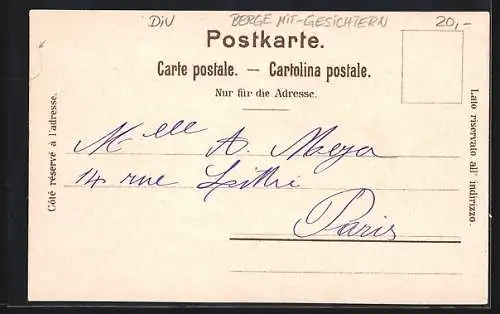 DiV BERGE MIT-GESICHTERN 20,-
Postkarte.
Carte postale. — Cartolina postale.
Nur für die Adresse.
Côté réservé à l'adresse.
Lato riservato all' indirizzo.
Melle A. Meyer
14 rue
Paris